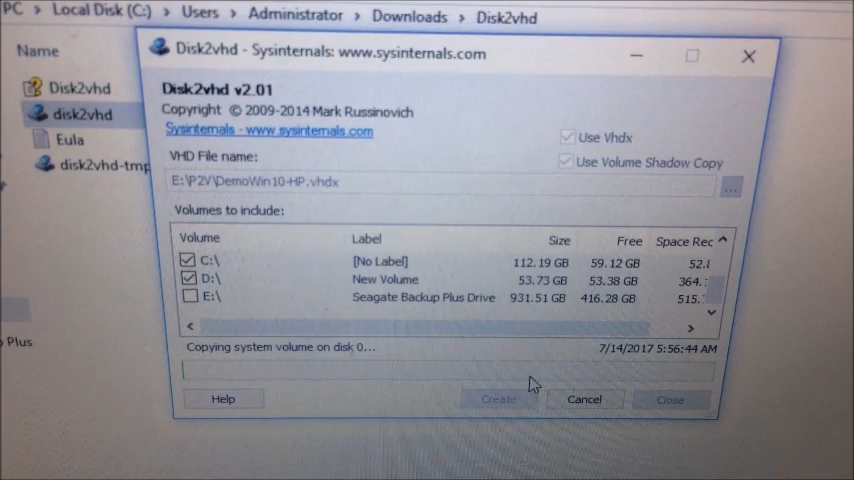 PC > Local Disk (C:) > Users > Administrator > Downloads > Disk2vhd
Name
Disk2vhd
disk2vhd
Eula
disk2vhd-tmp
Plus
Disk2vhd - Sysinternals: www.sysinternals.com
Disk2vhd v2.01
Copyright © 2009-2014 Mark Russinovich
Sysinternals - www.sysinternals.com
Use Vhdx
VHD File name:
Use Volume Shadow Copy
E:\P2V\DemoWin10-HP.vhdx
...
Volumes to include:
Volume Label Size Free Space Rec
C:\ [No Label] 112.19 GB 59.12 GB 52.8
D:\ New Volume 53.73 GB 53.38 GB 364.
E:\ Seagate Backup Plus Drive 931.51 GB 416.28 GB 515.
Copying system volume on disk 0... 7/14/2017 5:56:44 AM
Help Create Cancel Close